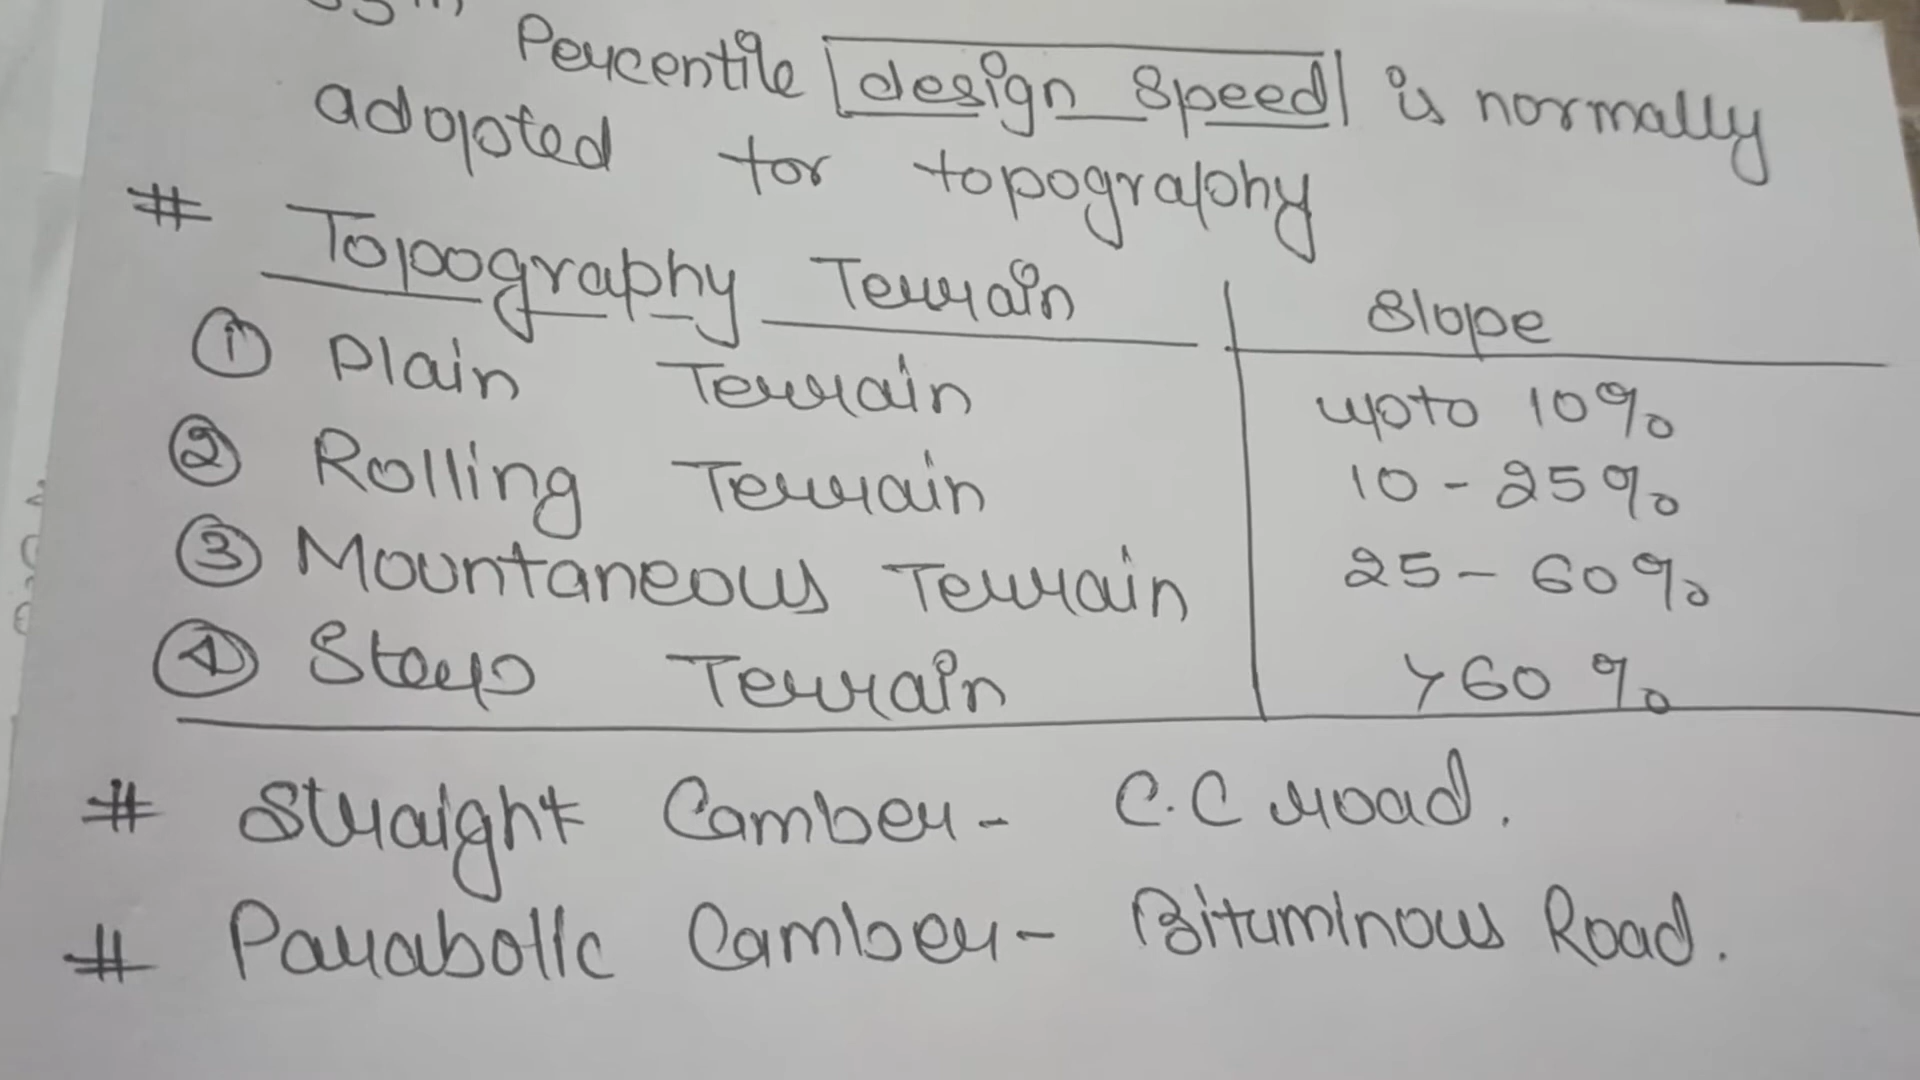 Percentile design speed is normally
adopted for topography
# Topography Terrain | Slope
① Plain Terrain upto 10%
② Rolling Terrain 10 - 25%
③ Mountaneous Terrain 25 - 60%
④ Steep Terrain >60%
# Straight Camber - C.C road.
# Parabolic Camber - Bituminous Road.